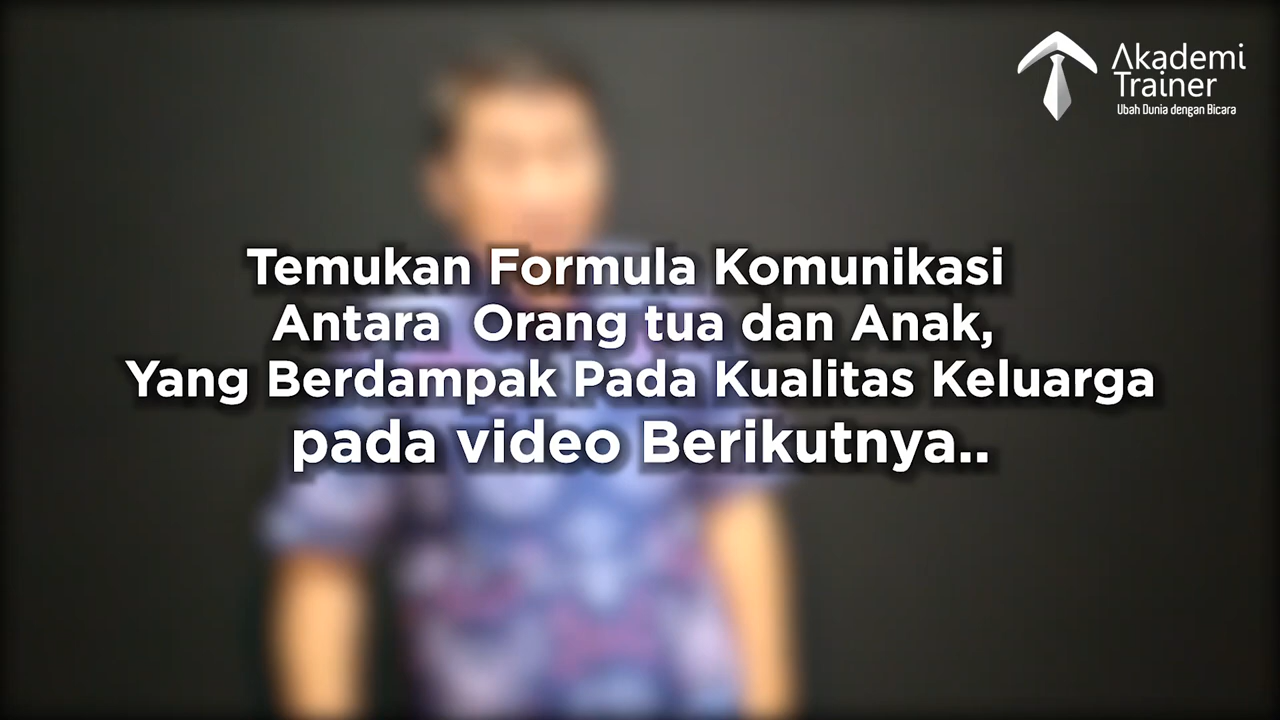 Akademi
Trainer
Ubah Dunia dengan Bicara
Temukan Formula Komunikasi
Antara Orang tua dan Anak,
Yang Berdampak Pada Kualitas Keluarga
pada video Berikutnya..